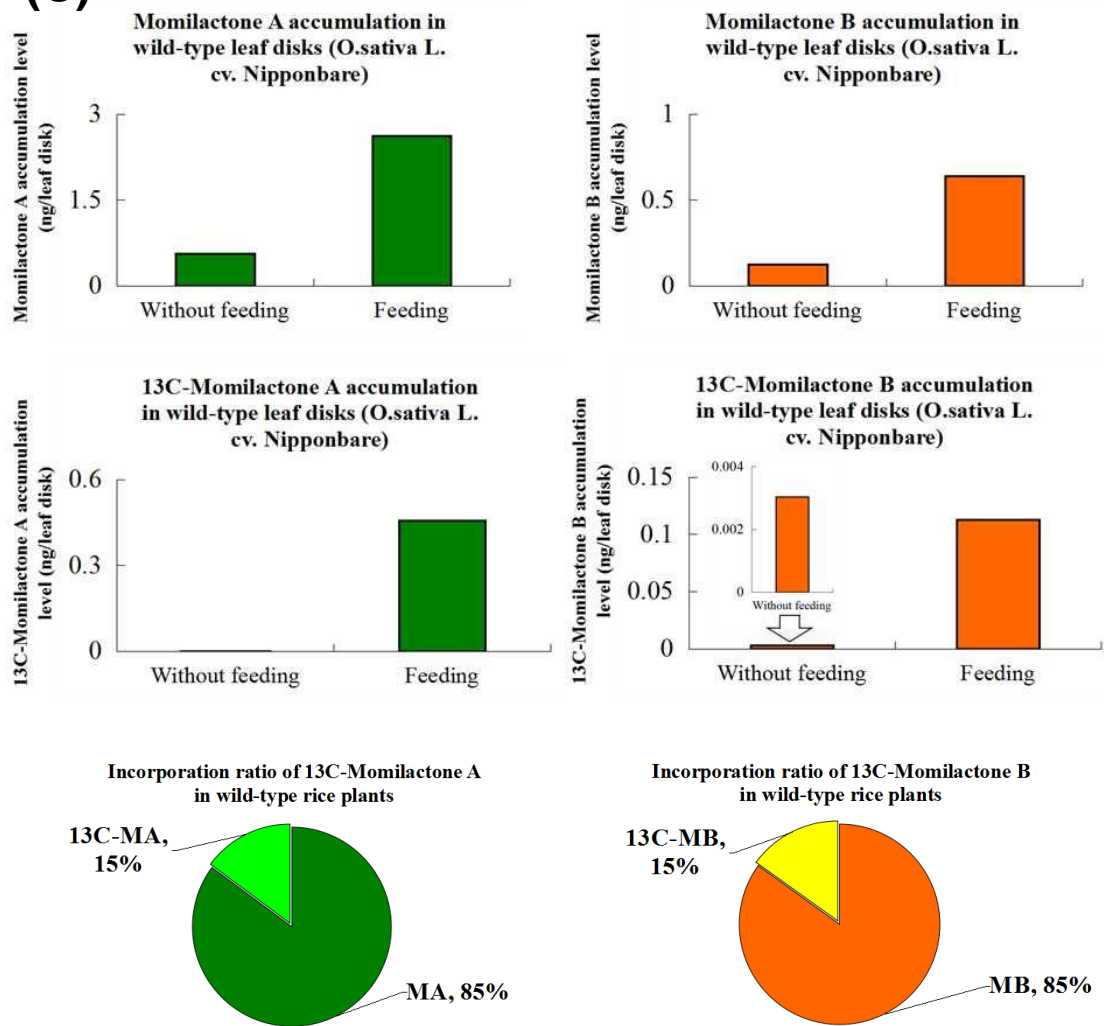 Momilactone A accumulation in
wild-type leaf disks (O.sativa L.
cv. Nipponbare)
Momilactone A accumulation level
(ng/leaf disk)
3
1.5
0
Without feeding
Feeding
Momilactone B accumulation in
wild-type leaf disks (O.sativa L.
cv. Nipponbare)
Momilactone B accumulation level
(ng/leaf disk)
1
0.5
0
Without feeding
Feeding
13C-Momilactone A accumulation
in wild-type leaf disks (O.sativa L.
cv. Nipponbare)
13C-Momilactone A accumulation
level (ng/leaf disk)
0.6
0.3
0
Without feeding
Feeding
13C-Momilactone B accumulation
in wild-type leaf disks (O.sativa L.
cv. Nipponbare)
13C-Momilactone B accumulation
level (ng/leaf disk)
0.15
0.1
0.05
0
0.004
0.002
0
Without feeding
Without feeding
Feeding
Incorporation ratio of 13C-Momilactone A
in wild-type rice plants
13C-MA,
15%
MA, 85%
Incorporation ratio of 13C-Momilactone B
in wild-type rice plants
13C-MB,
15%
MB, 85%